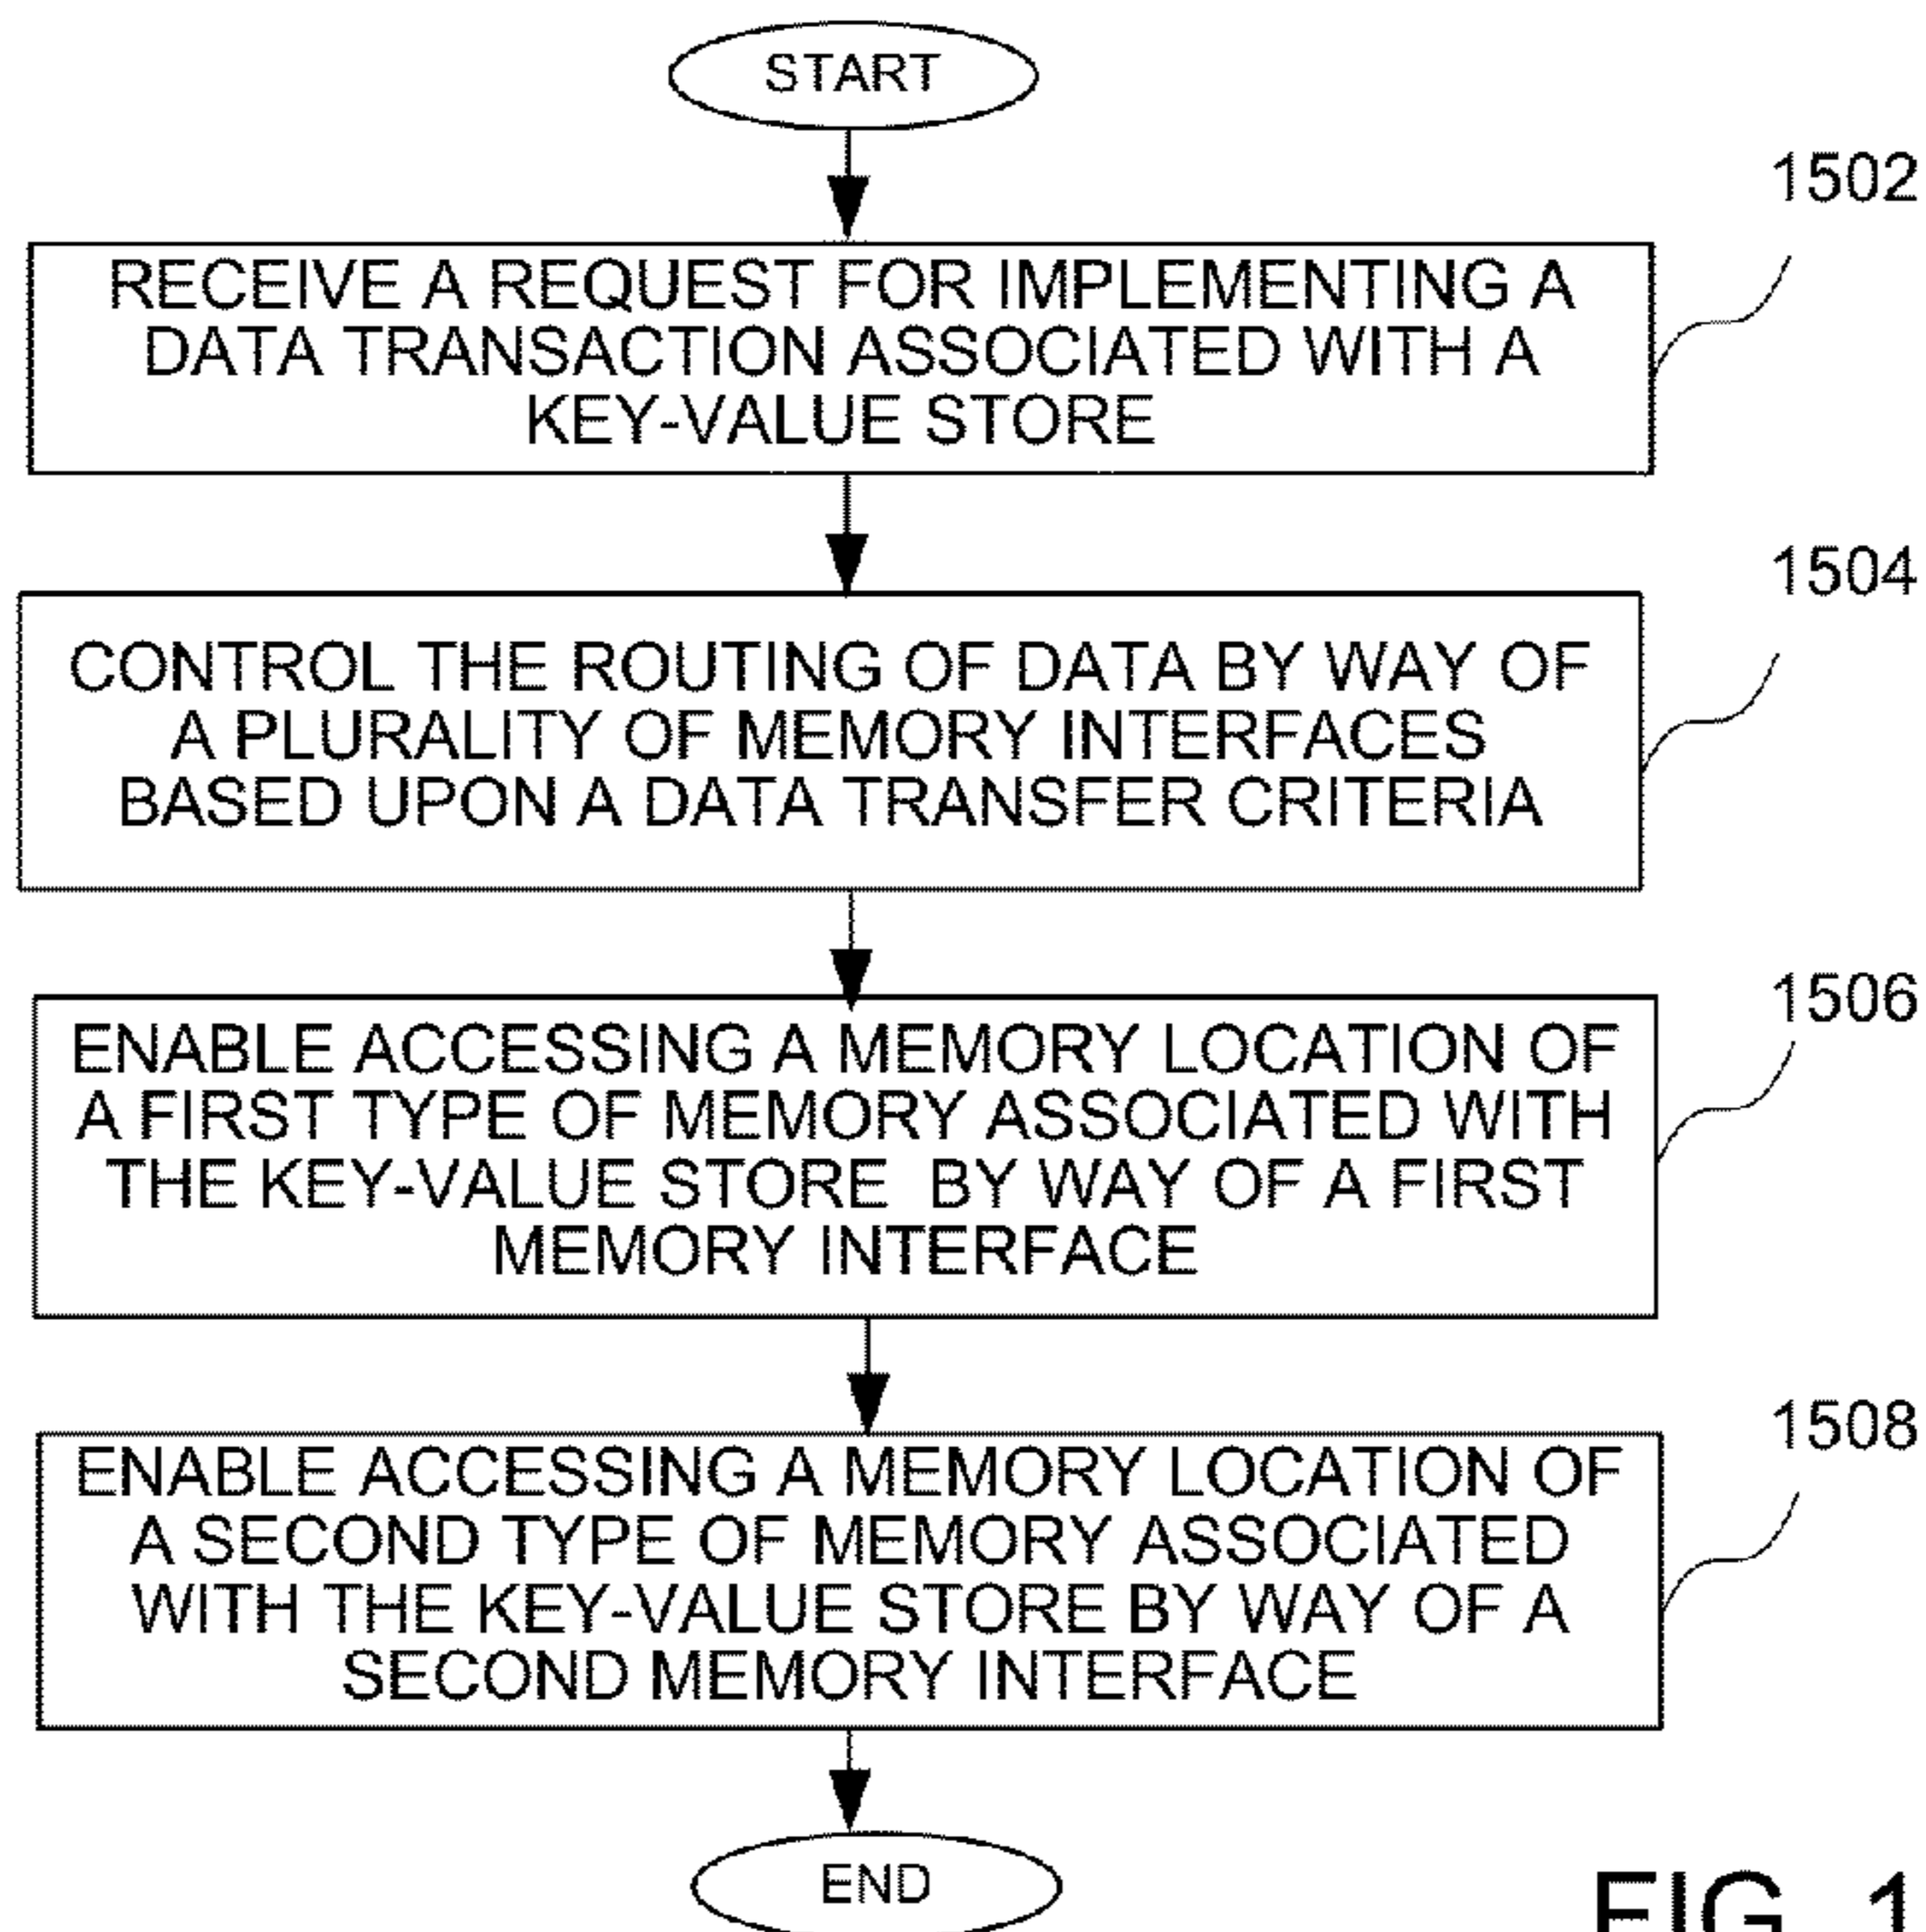 START
1502
RECEIVE A REQUEST FOR IMPLEMENTING A
DATA TRANSACTION ASSOCIATED WITH A
KEY-VALUE STORE
1504
CONTROL THE ROUTING OF DATA BY WAY OF
A PLURALITY OF MEMORY INTERFACES
BASED UPON A DATA TRANSFER CRITERIA
1506
ENABLE ACCESSING A MEMORY LOCATION OF
A FIRST TYPE OF MEMORY ASSOCIATED WITH
THE KEY-VALUE STORE BY WAY OF A FIRST
MEMORY INTERFACE
1508
ENABLE ACCESSING A MEMORY LOCATION OF
A SECOND TYPE OF MEMORY ASSOCIATED
WITH THE KEY-VALUE STORE BY WAY OF A
SECOND MEMORY INTERFACE
END
FIG. 1